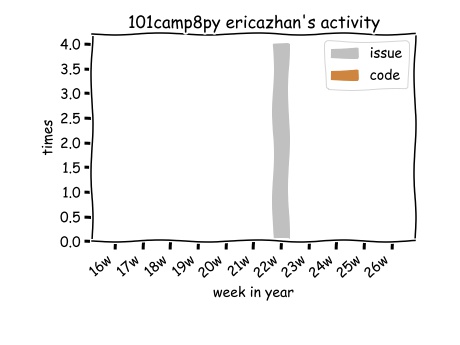 101camp8py ericazhan's activity
4.0
3.5
3.0
2.5
2.0
1.5
1.0
0.5
0.0
times
issue
code
16w 17w 18w 19w 20w 21w 22w 23w 24w 25w 26w
week in year